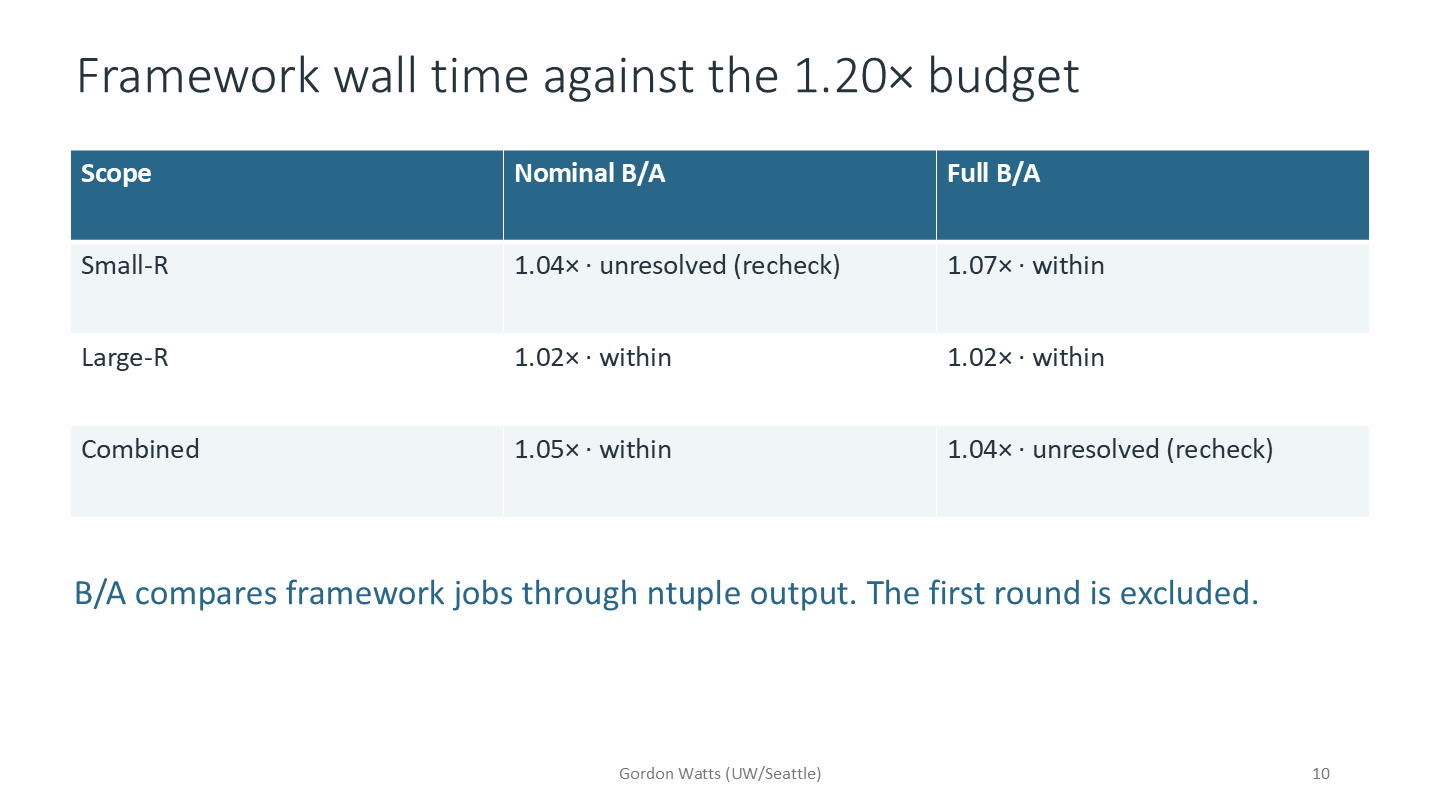 Framework wall time against the 1.20× budget
Scope Nominal B/A Full B/A
Small-R 1.04× · unresolved (recheck) 1.07× · within
Large-R 1.02× · within 1.02× · within
Combined 1.05× · within 1.04× · unresolved (recheck)
B/A compares framework jobs through ntuple output. The first round is excluded.
Gordon Watts (UW/Seattle) 10